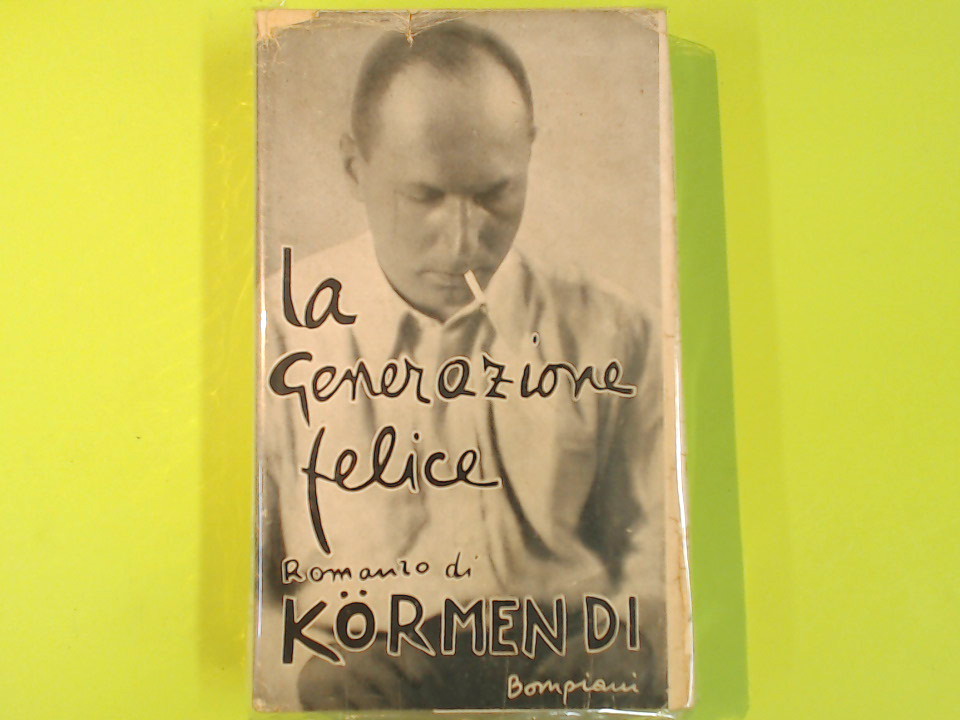 la
Generazione
felice
Romanzo di
KÖRMENDI
Bompiani